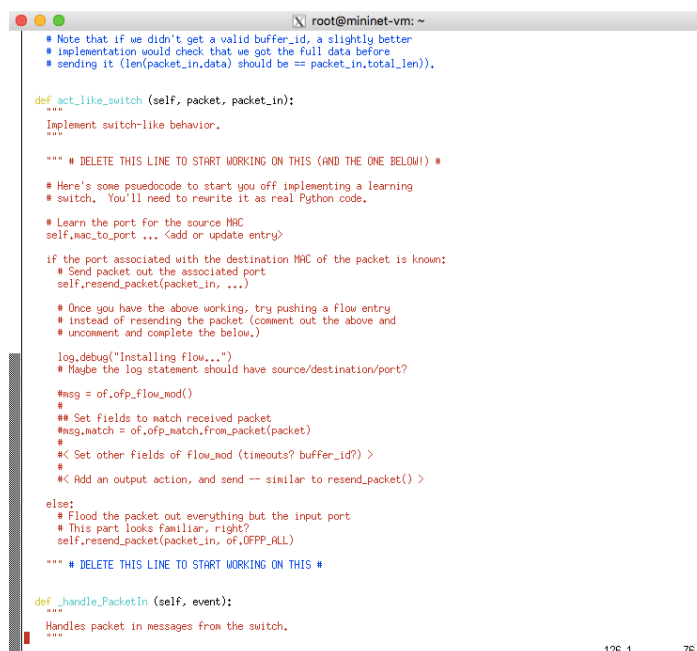 root@mininet-vm: ~
# Note that if we didn't get a valid buffer_id, a slightly better
# implementation would check that we got the full data before
# sending it (len(packet_in.data) should be == packet_in.total_len)).
def act_like_switch (self, packet, packet_in):
"""
Implement switch-like behavior.
"""
""" # DELETE THIS LINE TO START WORKING ON THIS (AND THE ONE BELOW!) #
# Here's some psuedocode to start you off implementing a learning
# switch.  You'll need to rewrite it as real Python code.
# Learn the port for the source MAC
self.mac_to_port ... <add or update entry>
if the port associated with the destination MAC of the packet is known:
# Send packet out the associated port
self.resend_packet(packet_in, ...)
# Once you have the above working, try pushing a flow entry
# instead of resending the packet (comment out the above and
# uncomment and complete the below.)
log.debug("Installing flow...")
# Maybe the log statement should have source/destination/port?
#msg = of.ofp_flow_mod()
#
## Set fields to match received packet
#msg.match = of.ofp_match.from_packet(packet)
#
#< Set other fields of flow_mod (timeouts? buffer_id?) >
#
#< Add an output action, and send -- similar to resend_packet() >
else:
# Flood the packet out everything but the input port
# This part looks familiar, right?
self.resend_packet(packet_in, of.OFPP_ALL)
""" # DELETE THIS LINE TO START WORKING ON THIS #
def _handle_PacketIn (self, event):
"""
Handles packet in messages from the switch.
"""
126,1 76